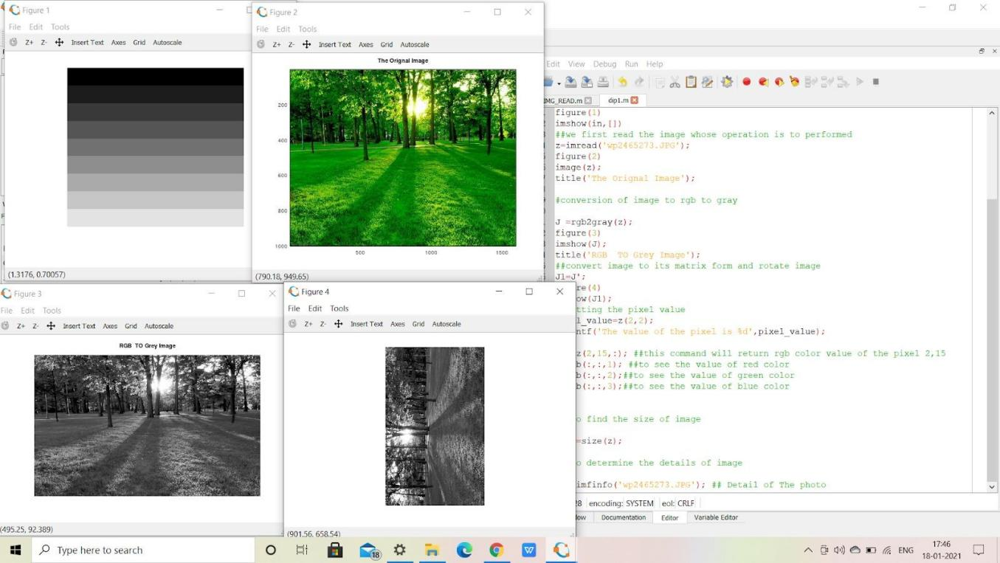 Figure 1
File Edit Tools
Z+ Z- Insert Text Axes Grid Autoscale
(1.3176, 0.70057)
Figure 2
File Edit Tools
Z+ Z- Insert Text Axes Grid Autoscale
The Orignal Image
200
400
600
800
1000
500 1000 1500
(790.18, 949.65)
Figure 3
File Edit Tools
Z+ Z- Insert Text Axes Grid Autoscale
RGB TO Grey Image
(495.25, 92.389)
Figure 4
File Edit Tools
Z+ Z- Insert Text Axes Grid Autoscale
(901.56, 658.54)
Edit View Debug Run Help
IMG_READ.m dip1.m
figure(1)
imshow(in,[])
##we first read the image whose operation is to performed
z=imread('wp2465273.JPG');
figure(2)
image(z);
title('The Orignal Image');
#conversion of image to rgb to gray
J =rgb2gray(z);
figure(3)
imshow(J);
title('RGB  TO Grey Image');
##convert image to its matrix form and rotate image
J1=J';
re(4)
ow(J1);
tting the pixel value
l_value=z(2,2);
ntf('The value of the pixel is %d',pixel_value);
z(2,15,:); ##this command will return rgb color value of the pixel 2,15
b(:,:,1); ##to see the value of red color
b(:,:,2);##to see the value of green color
b(:,:,3);##to see the value of blue color
o find the size of image
=size(z);
o determine the details of image
imfinfo('wp2465273.JPG'); ## Detail of The photo
28 encoding: SYSTEM eol: CRLF
ow Documentation Editor Variable Editor
Type here to search
18
W
ENG
17:46
18-01-2021